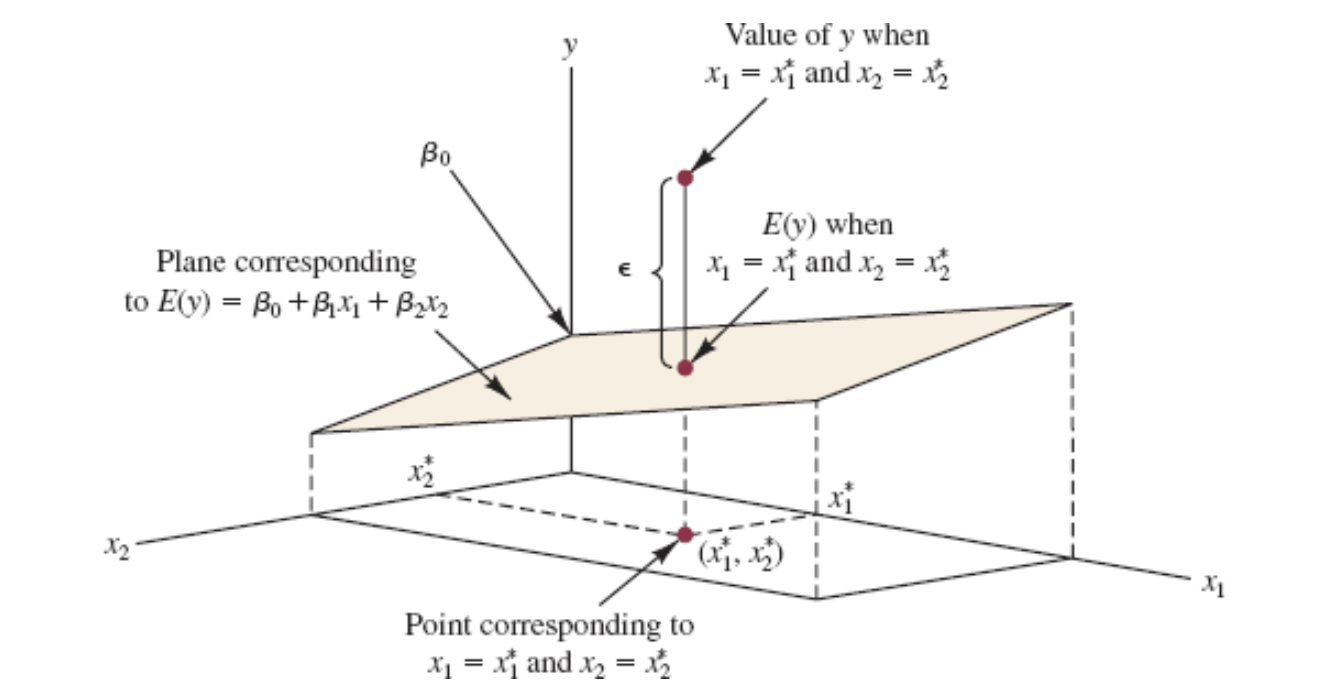 y
Value of y when
x₁ = x₁* and x₂ = x₂*
β₀
E(y) when
x₁ = x₁* and x₂ = x₂*
Plane corresponding
to E(y) = β₀ + β₁x₁ + β₂x₂
ϵ
x₂*
x₁*
x₂
(x₁*, x₂*)
x₁
Point corresponding to
x₁ = x₁* and x₂ = x₂*